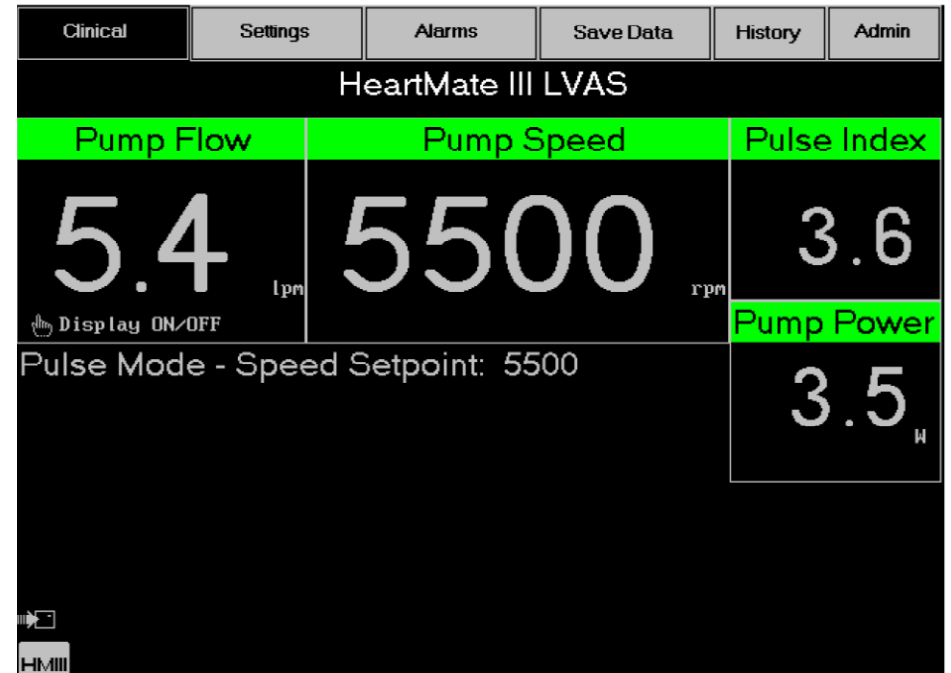 Clinical Settings Alarms Save Data History Admin
HeartMate III LVAS
Pump Flow Pump Speed Pulse Index
5.4 lpm 5500 rpm 3.6
Display ON/OFF
Pump Power
Pulse Mode - Speed Setpoint: 5500
3.5 W
HMIII